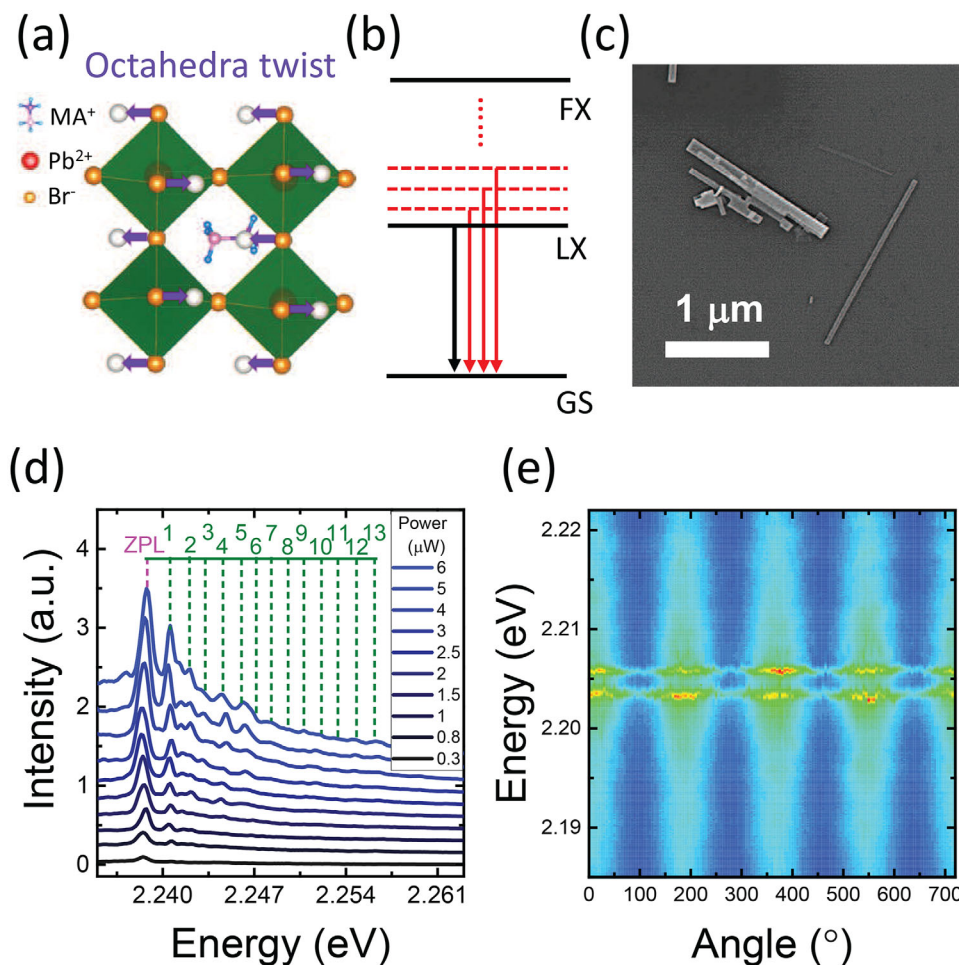 (a)
Octahedra twist
MA⁺
Pb²⁺
Br⁻
(b)
FX
LX
GS
(c)
1 μm
(d)
Intensity (a.u.)
4
3
2
1
0
ZPL
1
2
3
4
5
6
7
8
9
10
11
12
13
Power
(μW)
6
5
4
3
2.5
2
1.5
1
0.8
0.3
2.240
2.247
2.254
2.261
Energy (eV)
(e)
Energy (eV)
2.22
2.21
2.20
2.19
0
100
200
300
400
500
600
700
Angle (°)